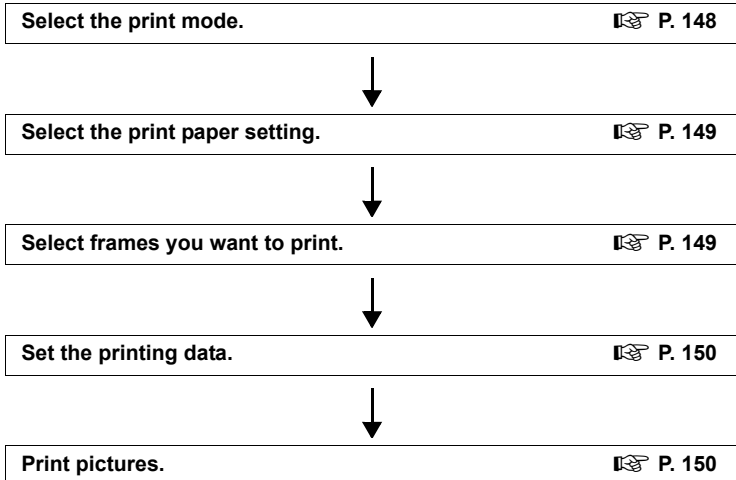 Select the print mode. ☞ P. 148
Select the print paper setting. ☞ P. 149
Select frames you want to print. ☞ P. 149
Set the printing data. ☞ P. 150
Print pictures. ☞ P. 150